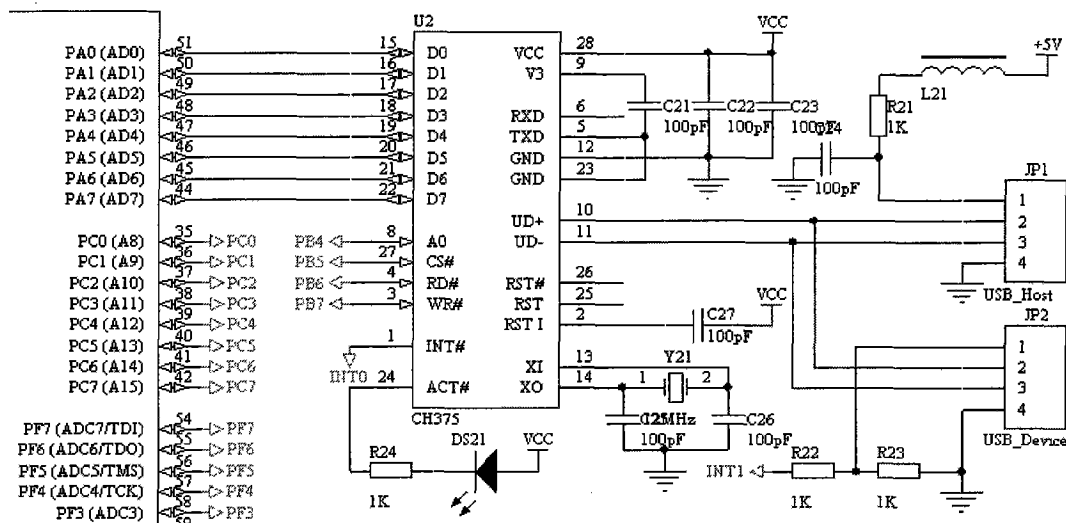 U2
PA0 (AD0) 51 15 D0
PA1 (AD1) 50 16 D1
PA2 (AD2) 49 17 D2
PA3 (AD3) 48 18 D3
PA4 (AD4) 47 19 D4
PA5 (AD5) 46 20 D5
PA6 (AD6) 45 21 D6
PA7 (AD7) 44 22 D7
PC0 (A8) 35 PC0
PC1 (A9) 36 PC1
PC2 (A10) 37 PC2
PC3 (A11) 38 PC3
PC4 (A12) 39 PC4
PC5 (A13) 40 PC5
PC6 (A14) 41 PC6
PC7 (A15) 42 PC7
PF7 (ADC7/TDI) 54 PF7
PF6 (ADC6/TDO) 55 PF6
PF5 (ADC5/TMS) 56 PF5
PF4 (ADC4/TCK) 57 PF4
PF3 (ADC3) 58 PF3
59
PB4 8 A0
PB5 27 CS#
PB6 4 RD#
PB7 3 WR#
1 INT#
INT0
24 ACT#
CH375
VCC 28
V3 9
RXD 6
TXD 5
GND 12
GND 23
UD+ 10
UD- 11
RST# 26
RST 25
RST I 2
XI 13
XO 14
VCC
C21
100pF
C22
100pF
C23
100pF
100pF
+5V
L21
R21
1K
JP1
1
2
3
4
USB_Host
JP2
1
2
3
4
USB_Device
VCC
C27
100pF
Y21
1 2
12MHz
100pF
C26
100pF
R24
1K
DS21
VCC
INT1
R22
1K
R23
1K